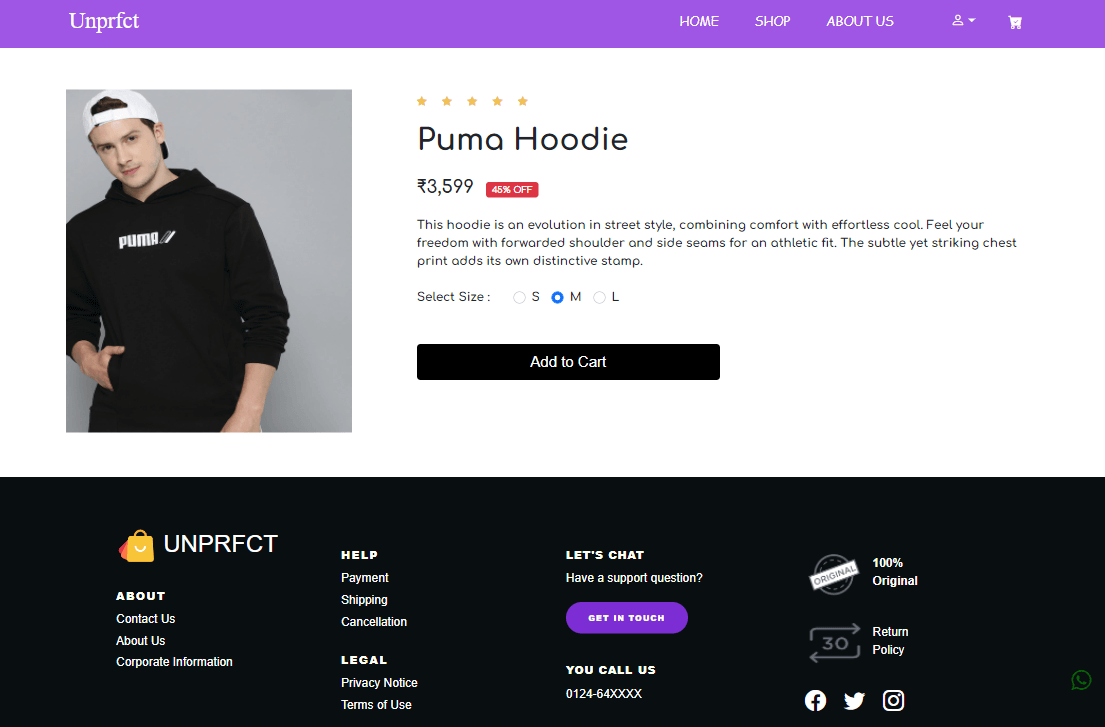 Unprfct
HOME SHOP ABOUT US
Puma Hoodie
₹3,599 45% OFF
PUMA
This hoodie is an evolution in street style, combining comfort with effortless cool. Feel your
freedom with forwarded shoulder and side seams for an athletic fit. The subtle yet striking chest
print adds its own distinctive stamp.
Select Size : S M L
Add to Cart
UNPRFCT
ABOUT
Contact Us
About Us
Corporate Information
HELP
Payment
Shipping
Cancellation
LEGAL
Privacy Notice
Terms of Use
LET'S CHAT
Have a support question?
GET IN TOUCH
YOU CALL US
0124-64XXXX
ORIGINAL
100%
Original
30
Return
Policy